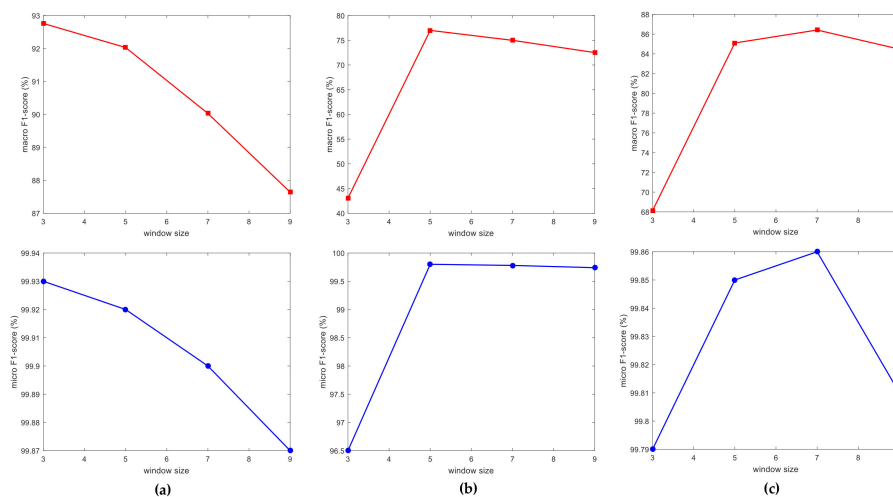 93
92
91
90
88
87
macro F1-score (%)
3 4 5 6 7 8 9
window size
80
75
70
65
60
55
50
45
40
macro F1-score (%)
3 4 5 6 7 8 9
window size
88
86
84
82
80
78
76
74
72
70
68
macro F1-score (%)
3 4 5 6 7 8
window size
99.94
99.93
99.92
99.91
99.9
99.89
99.88
99.87
micro F1-score (%)
3 4 5 6 7 8 9
window size
100
99.5
99
98.5
98
97.5
97
96.5
micro F1-score (%)
3 4 5 6 7 8 9
window size
99.86
99.85
99.84
99.83
99.82
99.81
99.8
99.79
micro F1-score (%)
3 4 5 6 7 8
window size
(a) (b) (c)